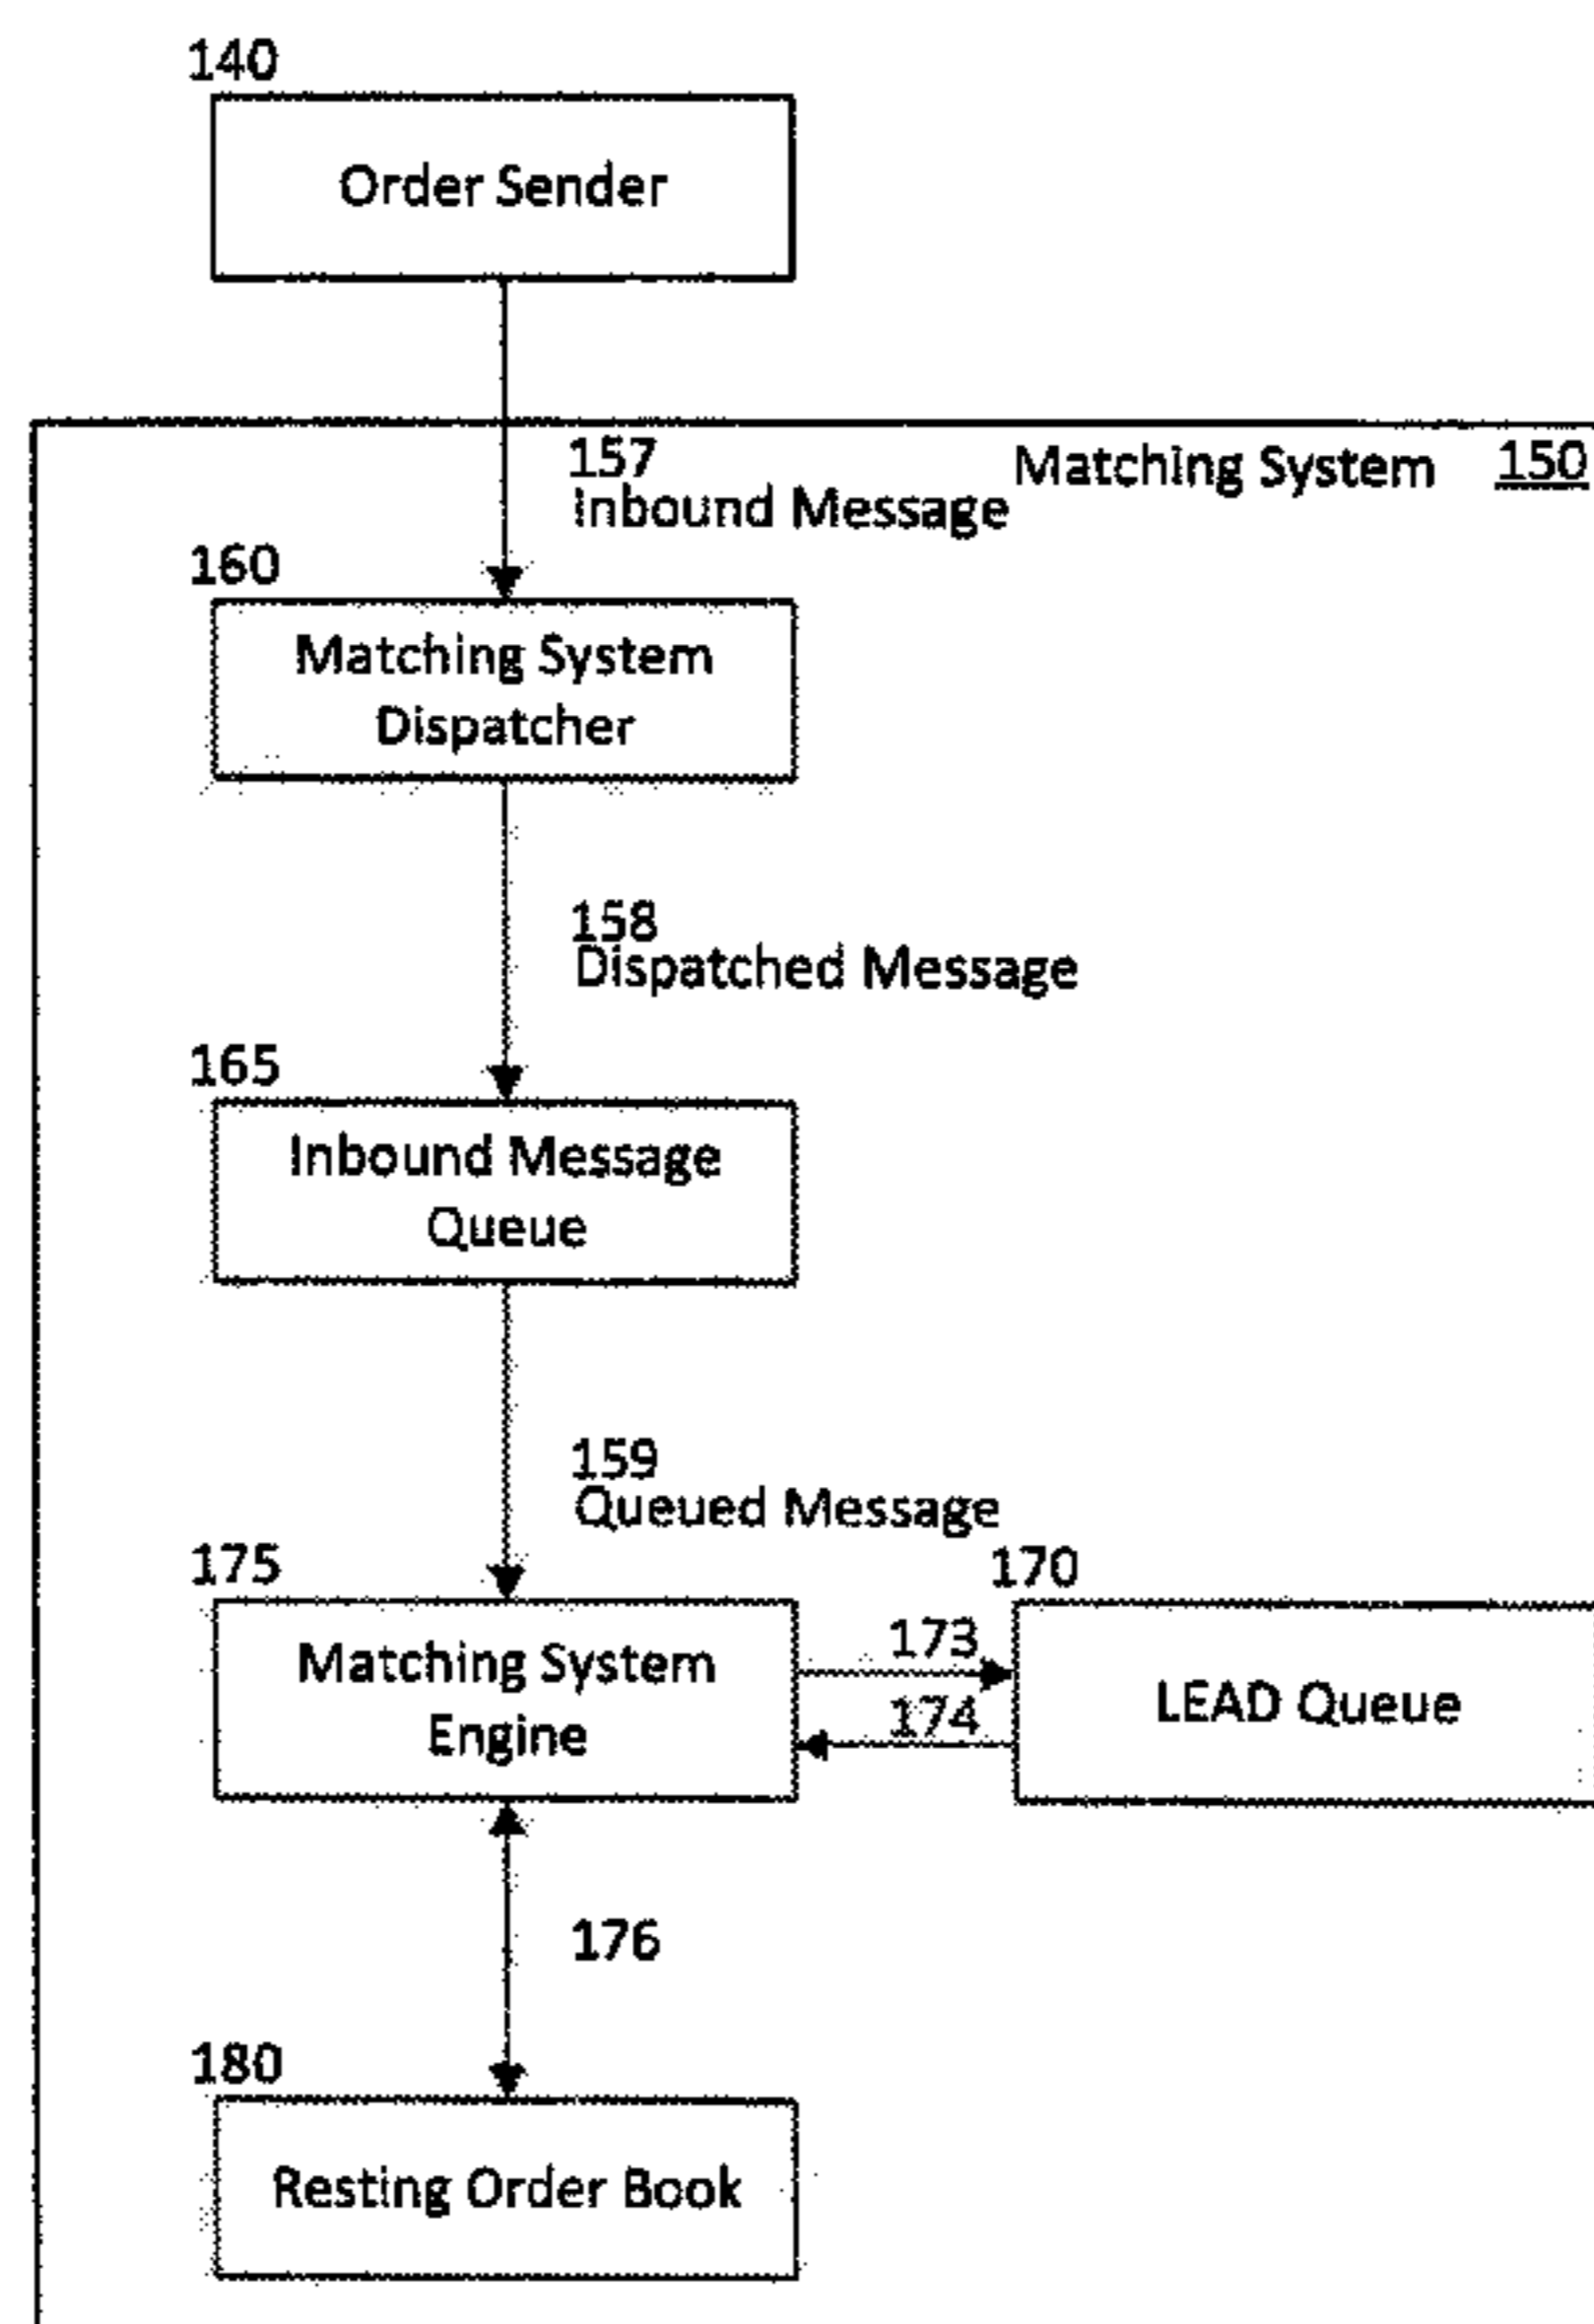 140
Order Sender
157
Inbound Message
Matching System 150
160
Matching System
Dispatcher
158
Dispatched Message
165
Inbound Message
Queue
159
Queued Message
175
Matching System
Engine
173
174
170
LEAD Queue
176
180
Resting Order Book